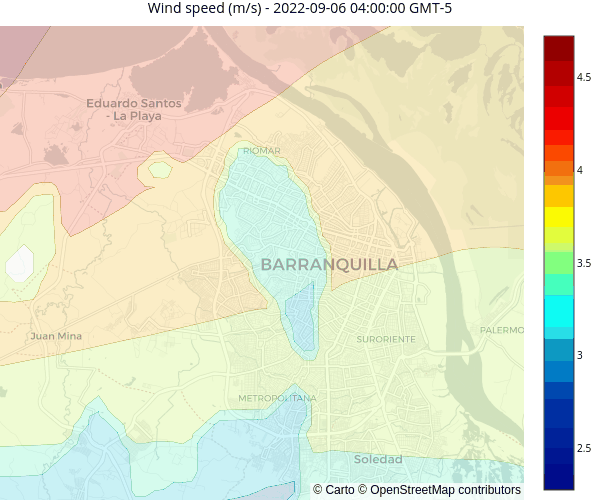 Wind speed (m/s) - 2022-09-06 04:00:00 GMT-5
Eduardo Santos
- La Playa
RIOMAR
BARRANQUILLA
Juan Mina
SURORIENTE
PALERMO
METROPOLITANA
Soledad
© Carto © OpenStreetMap contributors
4.5
4
3.5
3
2.5